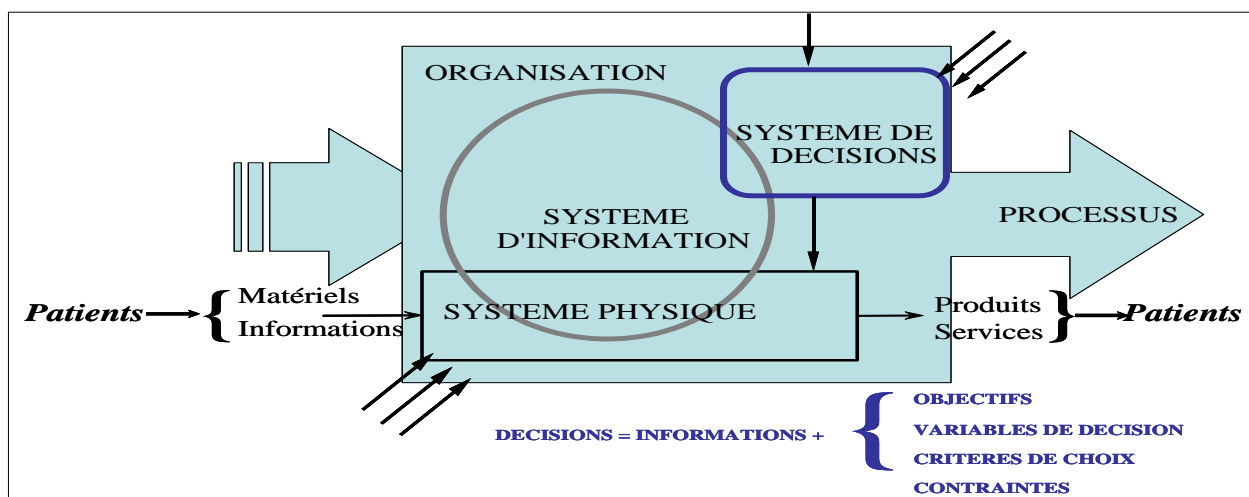 ORGANISATION
SYSTEME DE
DECISIONS
SYSTEME
D'INFORMATION
PROCESSUS
Patients
Matériels
Informations
SYSTEME PHYSIQUE
Produits
Services
Patients
DECISIONS = INFORMATIONS +
OBJECTIFS
VARIABLES DE DECISION
CRITERES DE CHOIX
CONTRAINTES